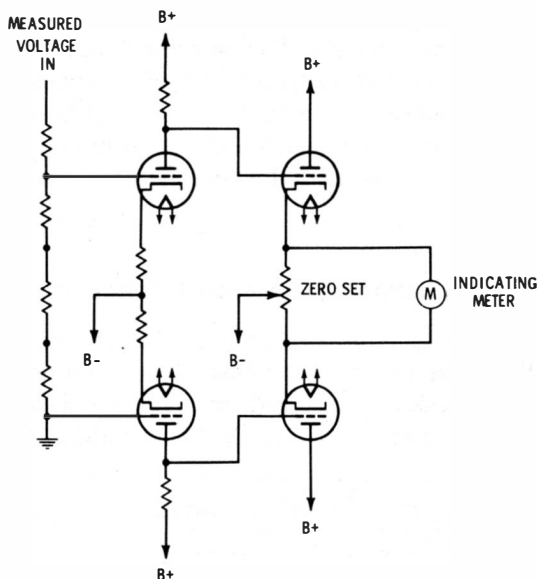 MEASURED
VOLTAGE
IN
B+
B+
ZERO SET
M
INDICATING
METER
B-
B-
B+
B+